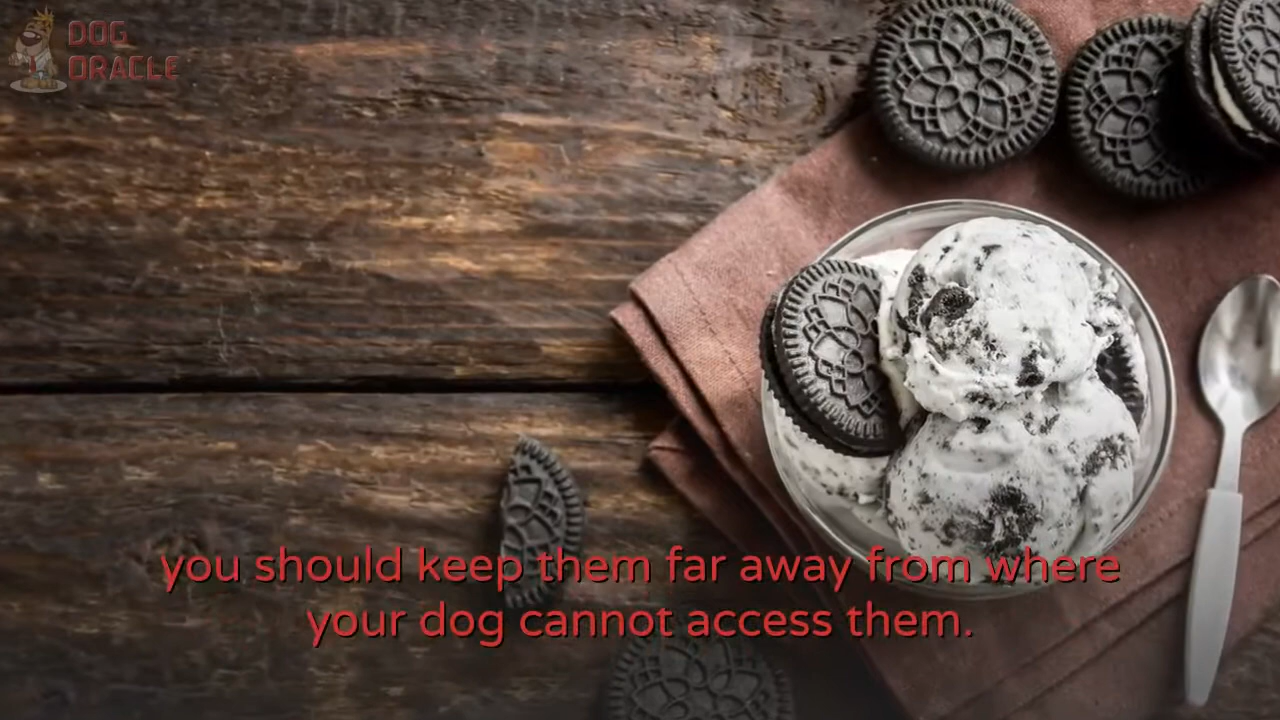 DOG
ORACLE
you should keep them far away from where
your dog cannot access them.